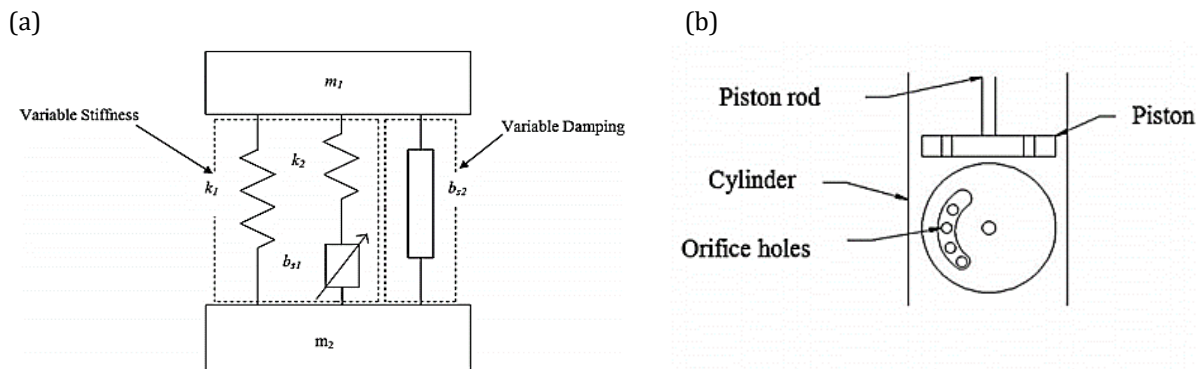 (a)
m1
Variable Stiffness
Variable Damping
k2
k1
bs2
bs1
m2
(b)
Piston rod
Piston
Cylinder
Orifice holes